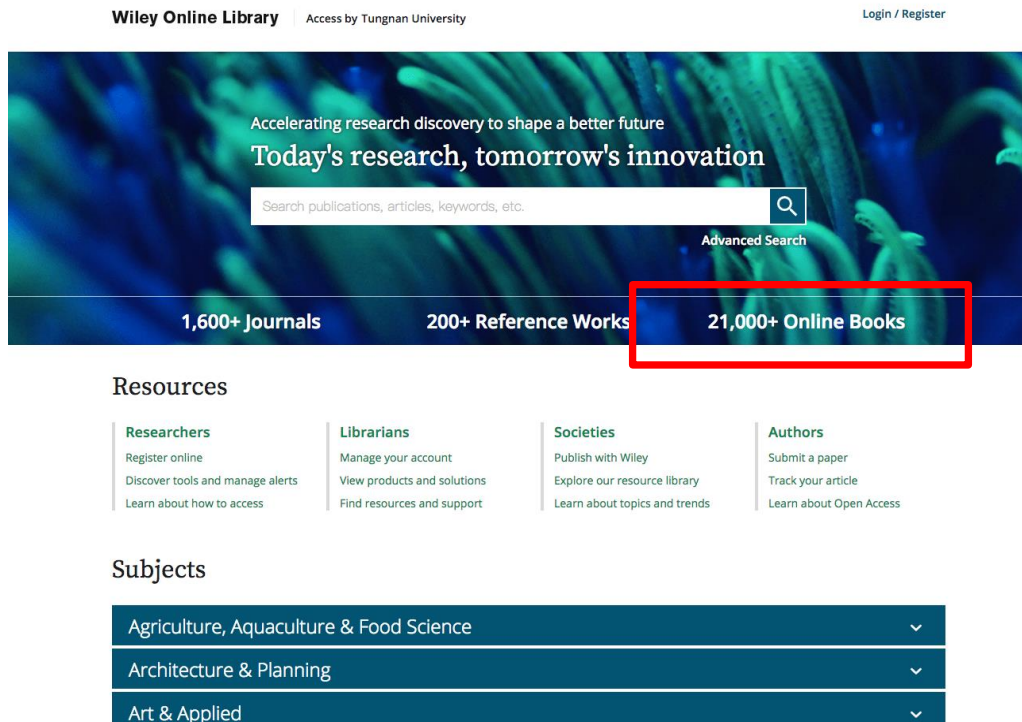 Wiley Online Library Access by Tungnan University Login / Register
Accelerating research discovery to shape a better future
Today's research, tomorrow's innovation
Search publications, articles, keywords, etc.
Advanced Search
1,600+ Journals 200+ Reference Works 21,000+ Online Books
Resources
Researchers
Register online
Discover tools and manage alerts
Learn about how to access
Librarians
Manage your account
View products and solutions
Find resources and support
Societies
Publish with Wiley
Explore our resource library
Learn about topics and trends
Authors
Submit a paper
Track your article
Learn about Open Access
Subjects
Agriculture, Aquaculture & Food Science
Architecture & Planning
Art & Applied